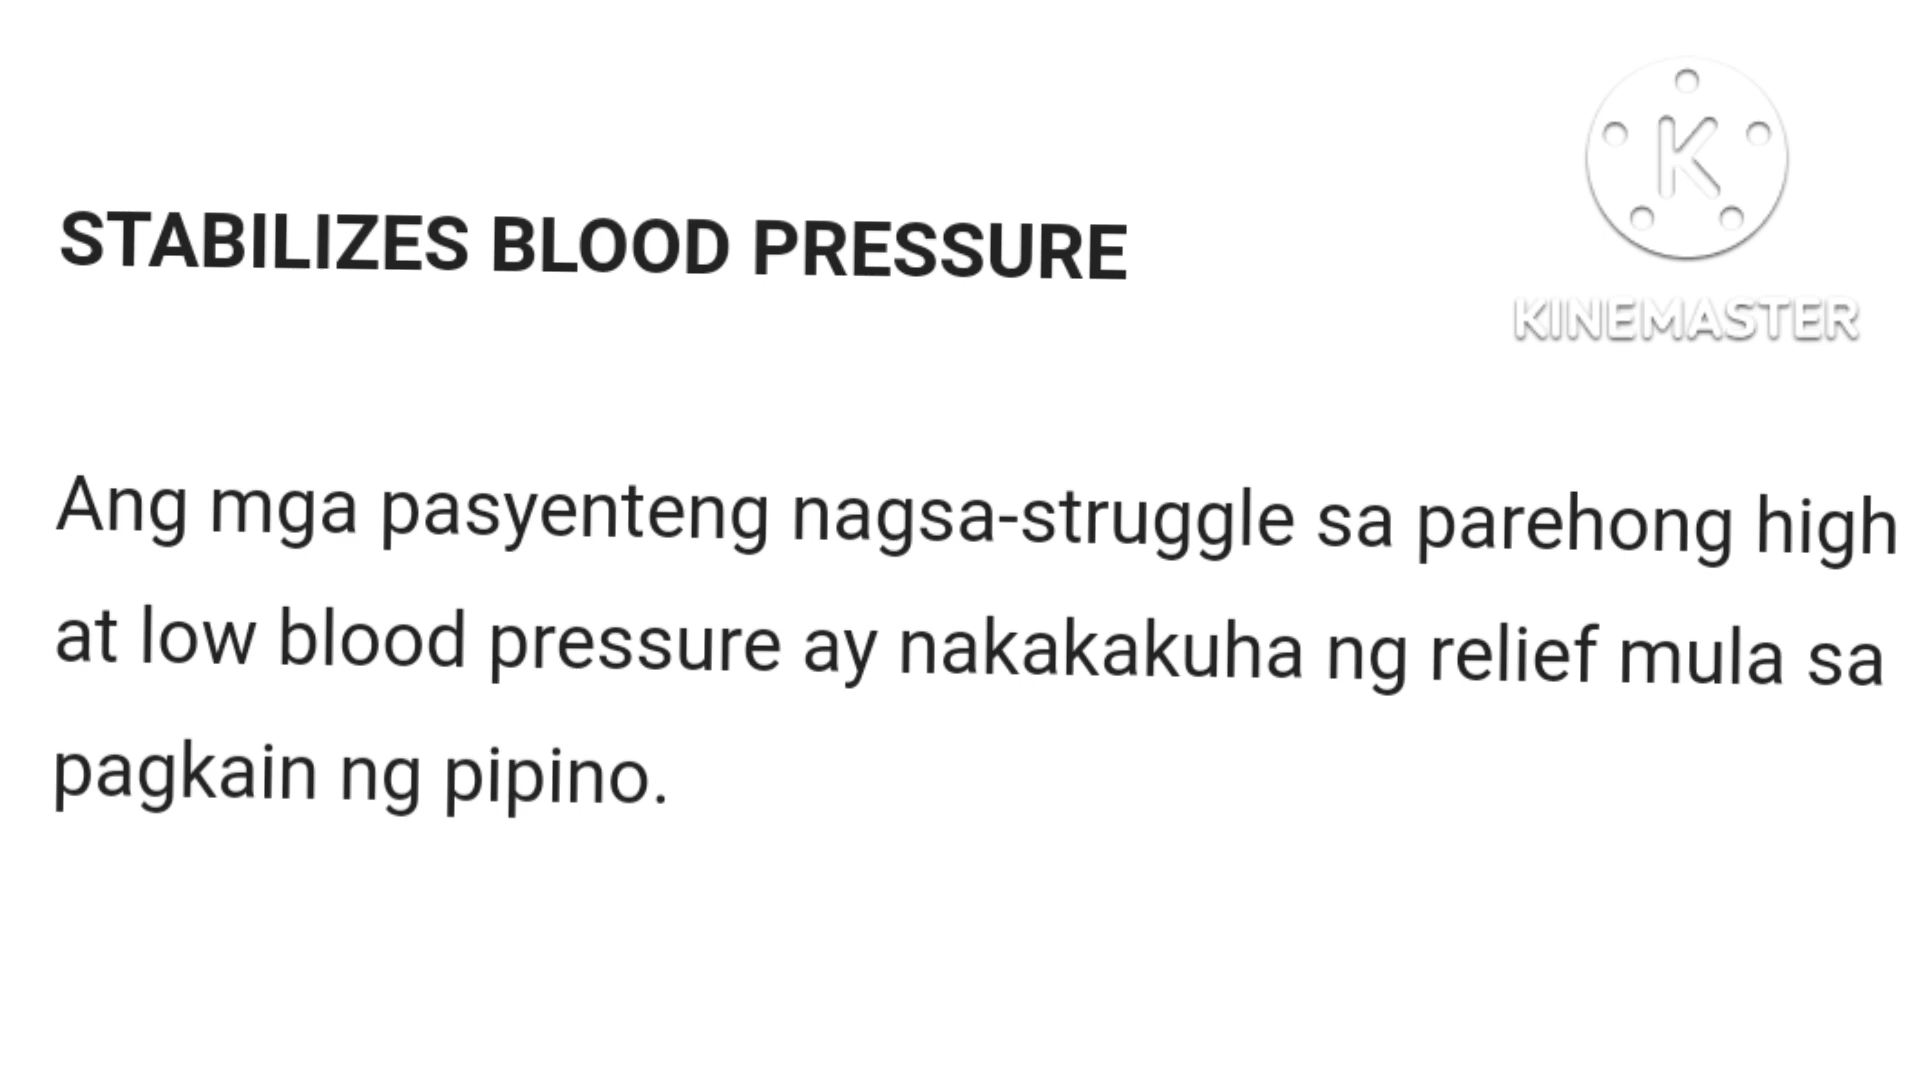 STABILIZES BLOOD PRESSURE
K
KINEMASTER
Ang mga pasyenteng nagsa-struggle sa parehong high
at low blood pressure ay nakakakuha ng relief mula sa
pagkain ng pipino.